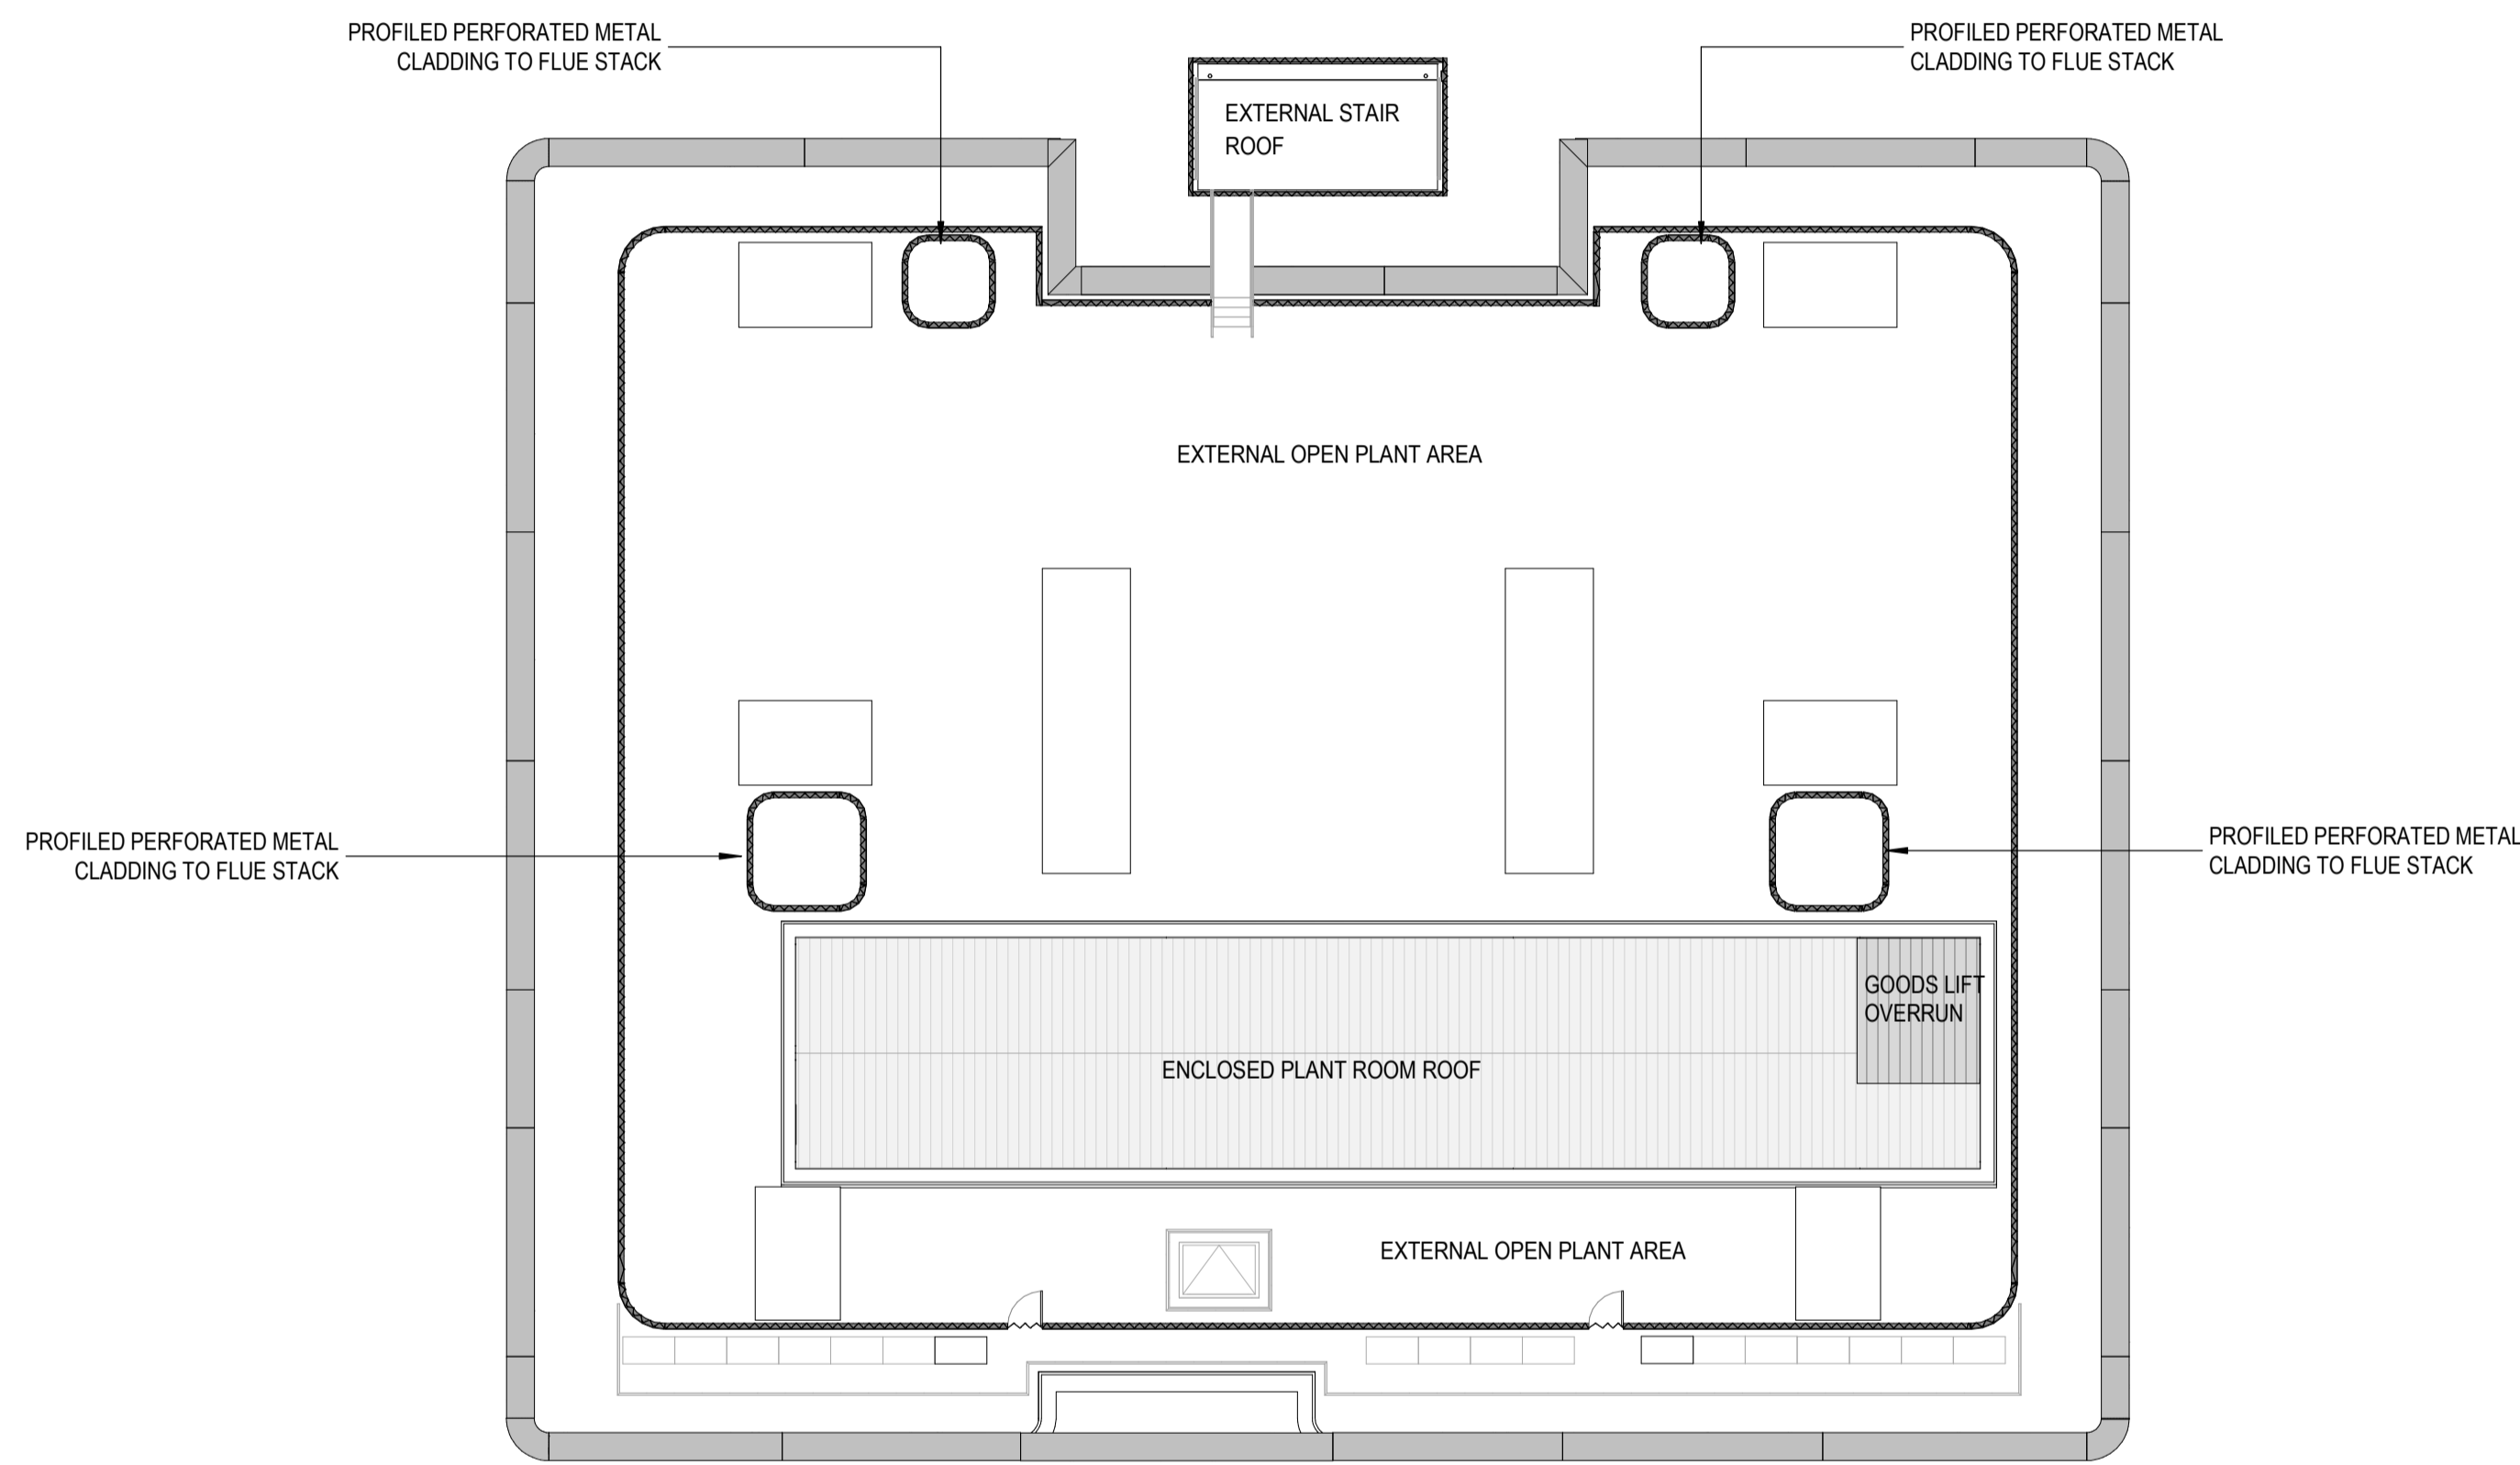 PROFILED PERFORATED METAL
CLADDING TO FLUE STACK
PROFILED PERFORATED METAL
CLADDING TO FLUE STACK
EXTERNAL STAIR
ROOF
EXTERNAL OPEN PLANT AREA
PROFILED PERFORATED METAL
CLADDING TO FLUE STACK
PROFILED PERFORATED METAL
CLADDING TO FLUE STACK
GOODS LIFT
OVERRUN
ENCLOSED PLANT ROOM ROOF
EXTERNAL OPEN PLANT AREA